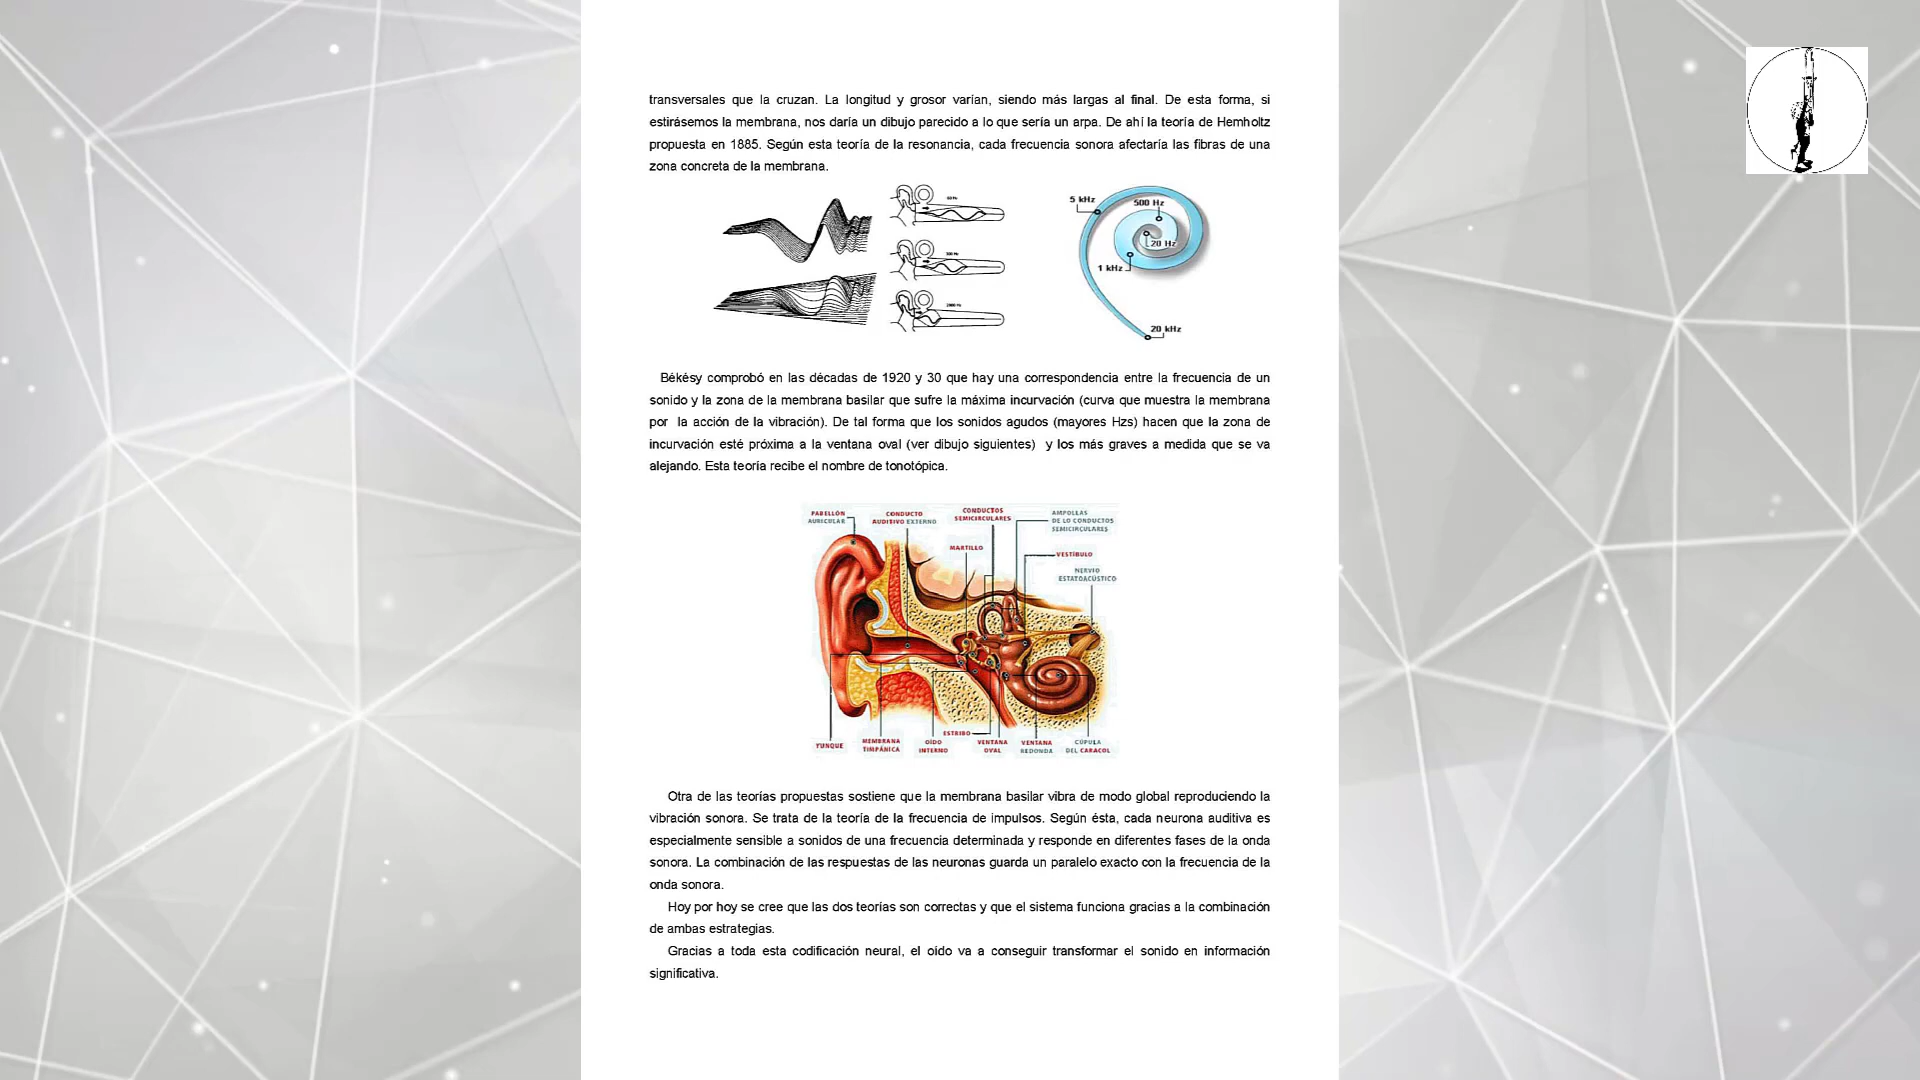 transversales que la cruzan. La longitud y grosor varían, siendo más largas al final. De esta forma, si
estirásemos la membrana, nos daría un dibujo parecido a lo que sería un arpa. De ahí la teoría de Hemholtz
propuesta en 1885. Según esta teoría de la resonancia, cada frecuencia sonora afectaría las fibras de una
zona concreta de la membrana.
5 kHz
500 Hz
20 Hz
1 kHz
20 kHz
Békésy comprobó en las décadas de 1920 y 30 que hay una correspondencia entre la frecuencia de un
sonido y la zona de la membrana basilar que sufre la máxima incurvación (curva que muestra la membrana
por la acción de la vibración). De tal forma que los sonidos agudos (mayores Hzs) hacen que la zona de
incurvación esté próxima a la ventana oval (ver dibujo siguientes) y los más graves a medida que se va
alejando. Esta teoría recibe el nombre de tonotópica.
PABELLÓN
AURICULAR
CONDUCTO
AUDITIVO EXTERNO
CONDUCTOS
SEMICIRCULARES
AMPOLLAS
DE LO CONDUCTOS
SEMICIRCULARES
MARTILLO
VESTÍBULO
NERVIO
ESTATOACÚSTICO
YUNQUE
MEMBRANA
TIMPÁNICA
OÍDO
INTERNO
ESTRIBO
VENTANA
OVAL
VENTANA
REDONDA
CÚPULA
DEL CARACOL
Otra de las teorías propuestas sostiene que la membrana basilar vibra de modo global reproduciendo la
vibración sonora. Se trata de la teoría de la frecuencia de impulsos. Según ésta, cada neurona auditiva es
especialmente sensible a sonidos de una frecuencia determinada y responde en diferentes fases de la onda
sonora. La combinación de las respuestas de las neuronas guarda un paralelo exacto con la frecuencia de la
onda sonora.
Hoy por hoy se cree que las dos teorías son correctas y que el sistema funciona gracias a la combinación
de ambas estrategias.
Gracias a toda esta codificación neural, el oído va a conseguir transformar el sonido en información
significativa.